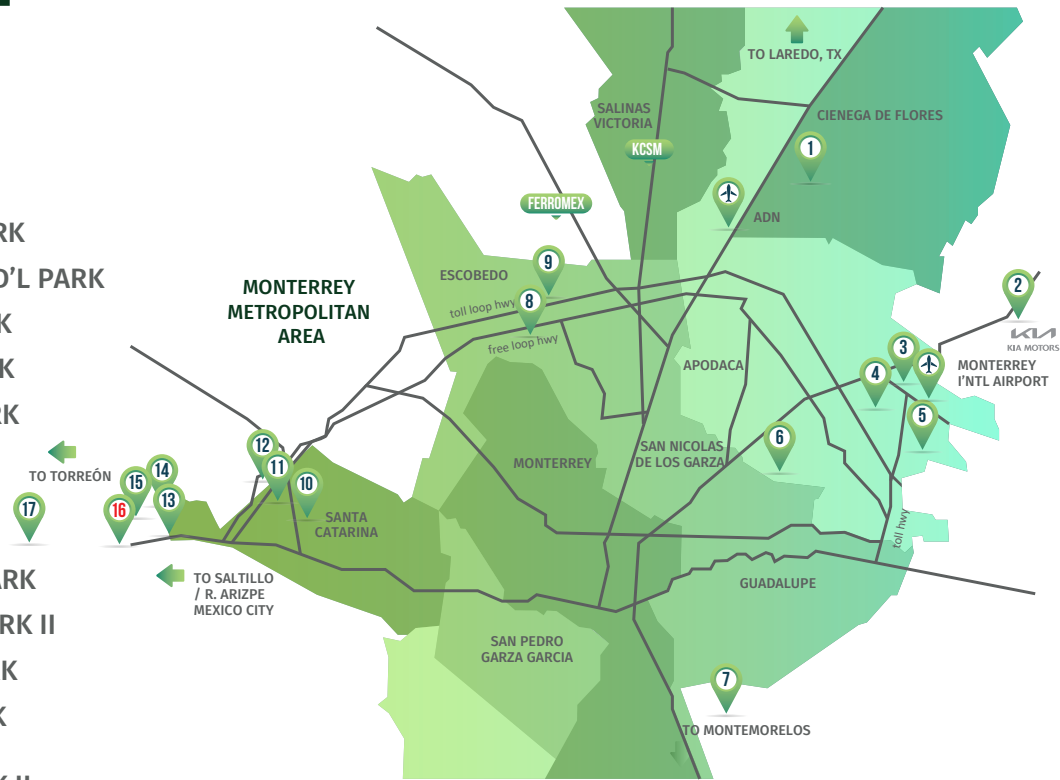 TO LAREDO, TX
SALINAS
VICTORIA
CIENEGA DE FLORES
KCSM
1
FERROMEX
ADN
RK
D'L PARK
K
K
RK
9
ESCOBEDO
MONTERREY
METROPOLITAN
AREA
8
toll loop hwy
free loop hwy
2
KIA
KIA MOTORS
3
4
MONTERREY
I'NTL AIRPORT
APODACA
5
6
SAN NICOLAS
DE LOS GARZA
MONTERREY
12
11
10
TO TORREÓN
14
15
13
16
17
SANTA
CATARINA
toll hwy
TO SALTILLO
/ R. ARIZPE
MEXICO CITY
GUADALUPE
ARK
RK II
K
K
SAN PEDRO
GARZA GARCIA
7
TO MONTEMORELOS